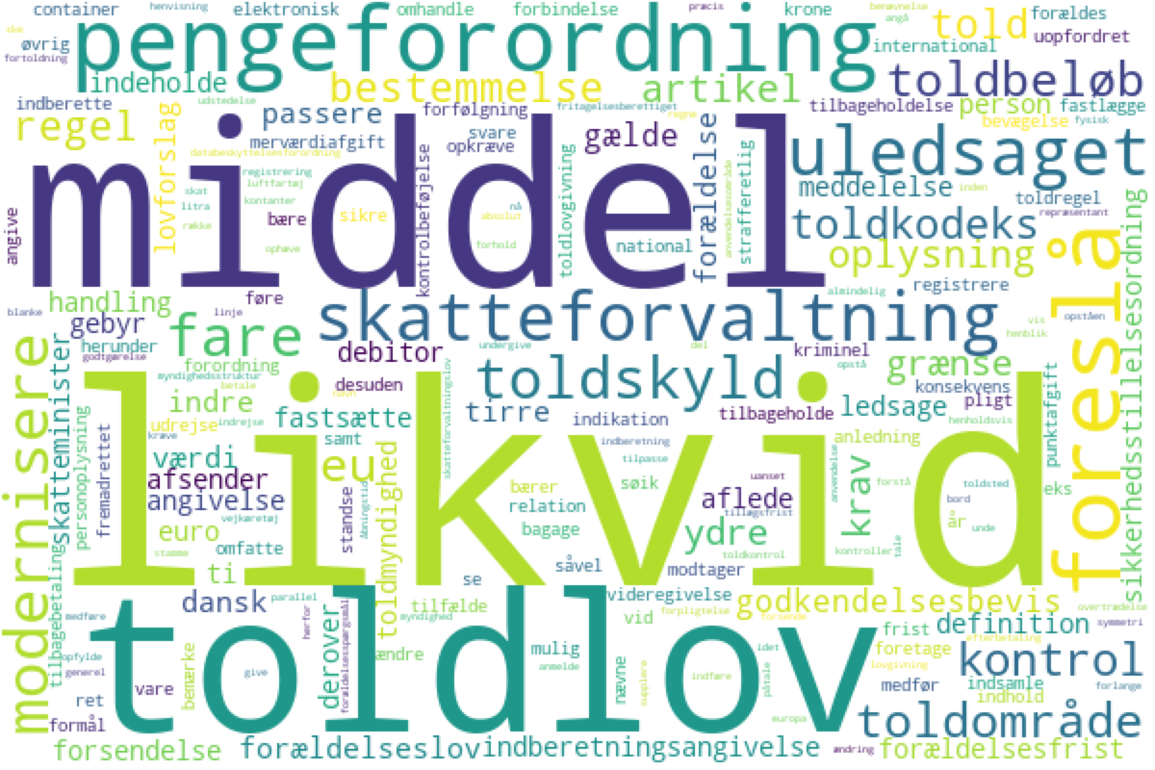 container
henvisning
elektronisk
omhandle
forbindelse
præcis
krone
benævnelse
angå
forældes
øvrig
fortoldning
pengeforordning
told
uopfordret
international
indeholde
bestemmelse
artikel
toldbeløb
indberette
udstedelse
passere
forfølgning
fritagelsesberettiget
tilbageholdelse
person
fastlægge
regel
lovforslag
merværdiafgift
svare
opkræve
gælde
regne
bevægelse
fysisk
databeskyttelsesforordning
middel
uledsaget
registrering
luftfartøj
skat
kontanter
litra
bære
sikre
nå
absolut
række
ophæve
forhold
kontrolbeføjelse
toldlovgivning
national
forældelse
anvendelsesområde
strafferetlig
meddelelse
inden
toldregel
repræsentant
toldkodeks
oplysning
angive
foreslå
sikkerhedsstillelsesordning
handling
føre
almindelig
registrere
blanke
linje
gebyr
fare
skatteforvaltning
vis
opståen
henblik
herunder
godtgørelse
forordning
debitor
undergive
del
kriminel
opstå
grænse
modernisere
skatteminister
myndighedsstruktur
betale
navn
desuden
skatteforvaltningslov
toldskyld
konsekvens
pligt
indre
fastsætte
tirre
indikation
tilbageholde
ledsage
henholdsvis
punktafgift
udrejse
indrejse
kræve
samt
indberetning
anledning
likvid
personoplysning
fremadrettet
værdi
eu
tilpasse
uanset
anvendelse
forstå
toldsted
afsender
bærer
søik
aflede
tillægsfrist
krav
bord
eks
angivelse
vejkøretøj
standse
åbningstid
relation
bagage
år
unde
euro
omfatte
toldmyndighed
ydre
stamme
toldkontrol
kontroller
tale
ti
se
såvel
modtager
tilbagebetaling
medføre
dansk
parallel
herfor
tilfælde
myndighed
videregivelse
forpligtelse
godkendelsesbevis
overtrædelse
vid
forsende
frist
definition
symmetri
toldlov
opfylde
generel
bemærke
derover
forældelsesspørgsmål
ændre
mulig
anmelde
nævne
supplere
idet
påtale
efterbetaling
foretage
lovgivning
kontrol
give
vare
indføre
medfør
indsamle
indhold
forlange
ret
formål
europa
toldområde
forsendelse
forældelseslov
indberetningsangivelse
ændring
forældelsesfrist